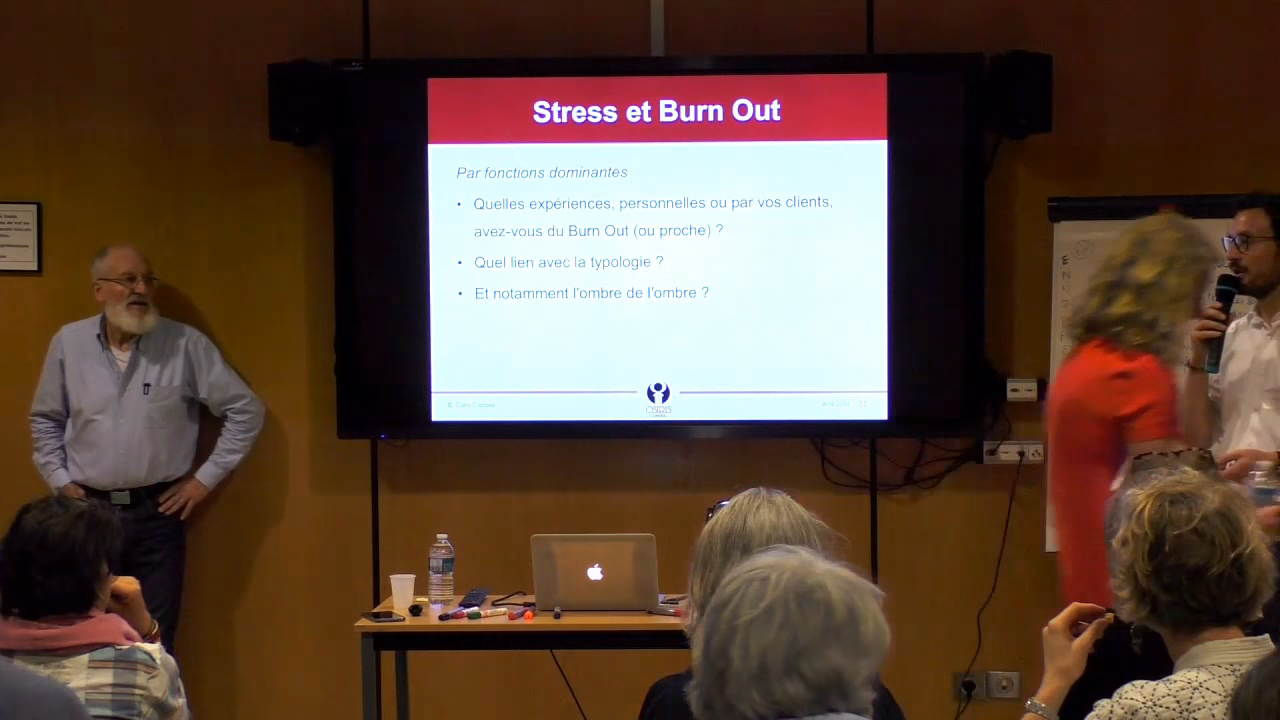 Stress et Burn Out
Par fonctions dominantes
• Quelles expériences, personnelles ou par vos clients,
avez-vous du Burn Out (ou proche) ?
• Quel lien avec la typologie ?
• Et notamment l'ombre de l'ombre ?
OSIRIS